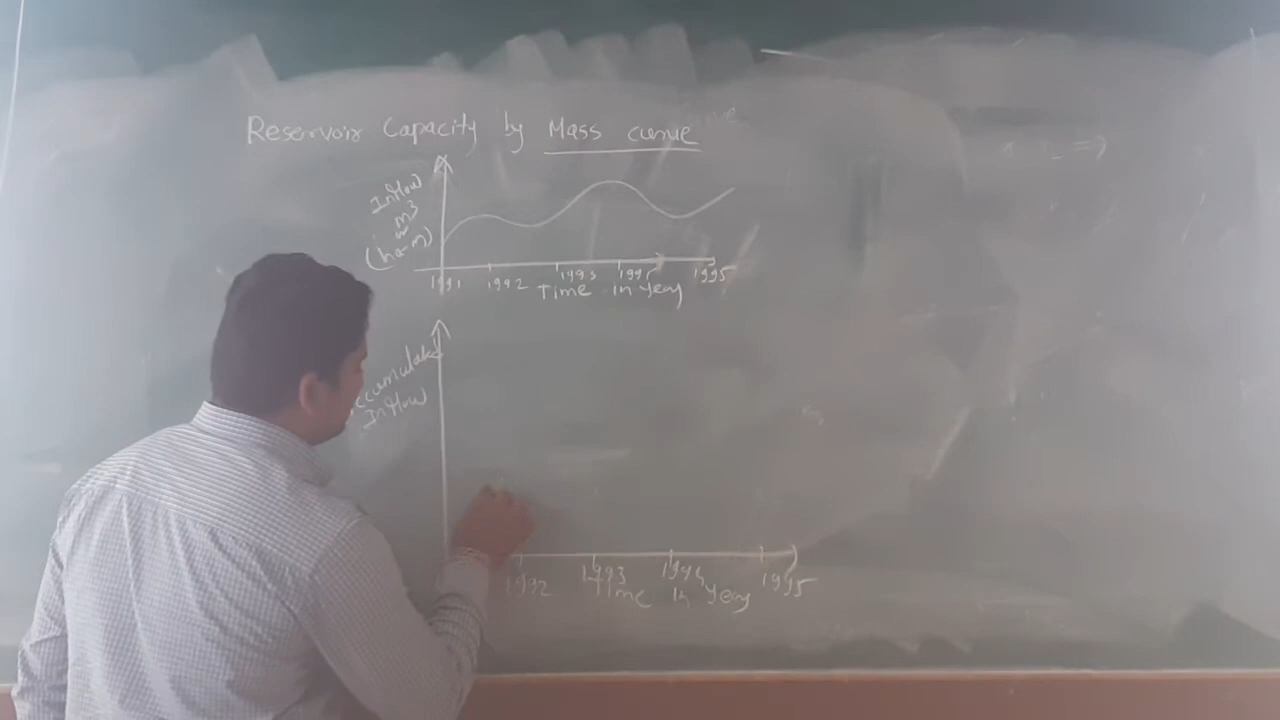 Reservoir Capacity by Mass curve
Inflow
m3
(ha-m)
1991 1992 1993 1995
Time in year
Accumulated
Inflow
1992 1993 1994 1995
Time in year